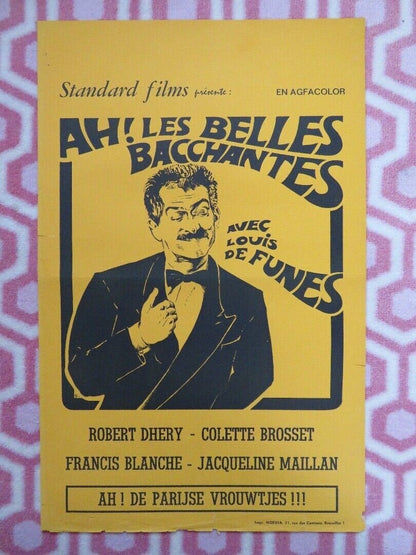 Standard films présente :
EN AGFACOLOR
AH! LES BELLES
BACCHANTES
AVEC
LOUIS
DE FUNES
ROBERT DHERY - COLETTE BROSSET
FRANCIS BLANCHE - JACQUELINE MAILLAN
AH ! DE PARIJSE VROUWTJES !!!